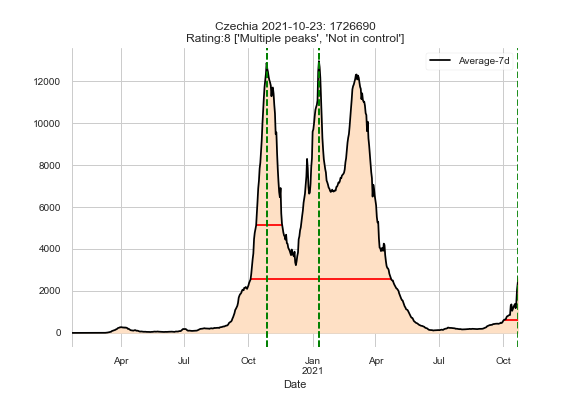 Czechia 2021-10-23: 1726690
Rating:8 ['Multiple peaks', 'Not in control']
Average-7d
12000
10000
8000
6000
4000
2000
0
Apr Jul Oct Jan Apr Jul Oct
2021
Date